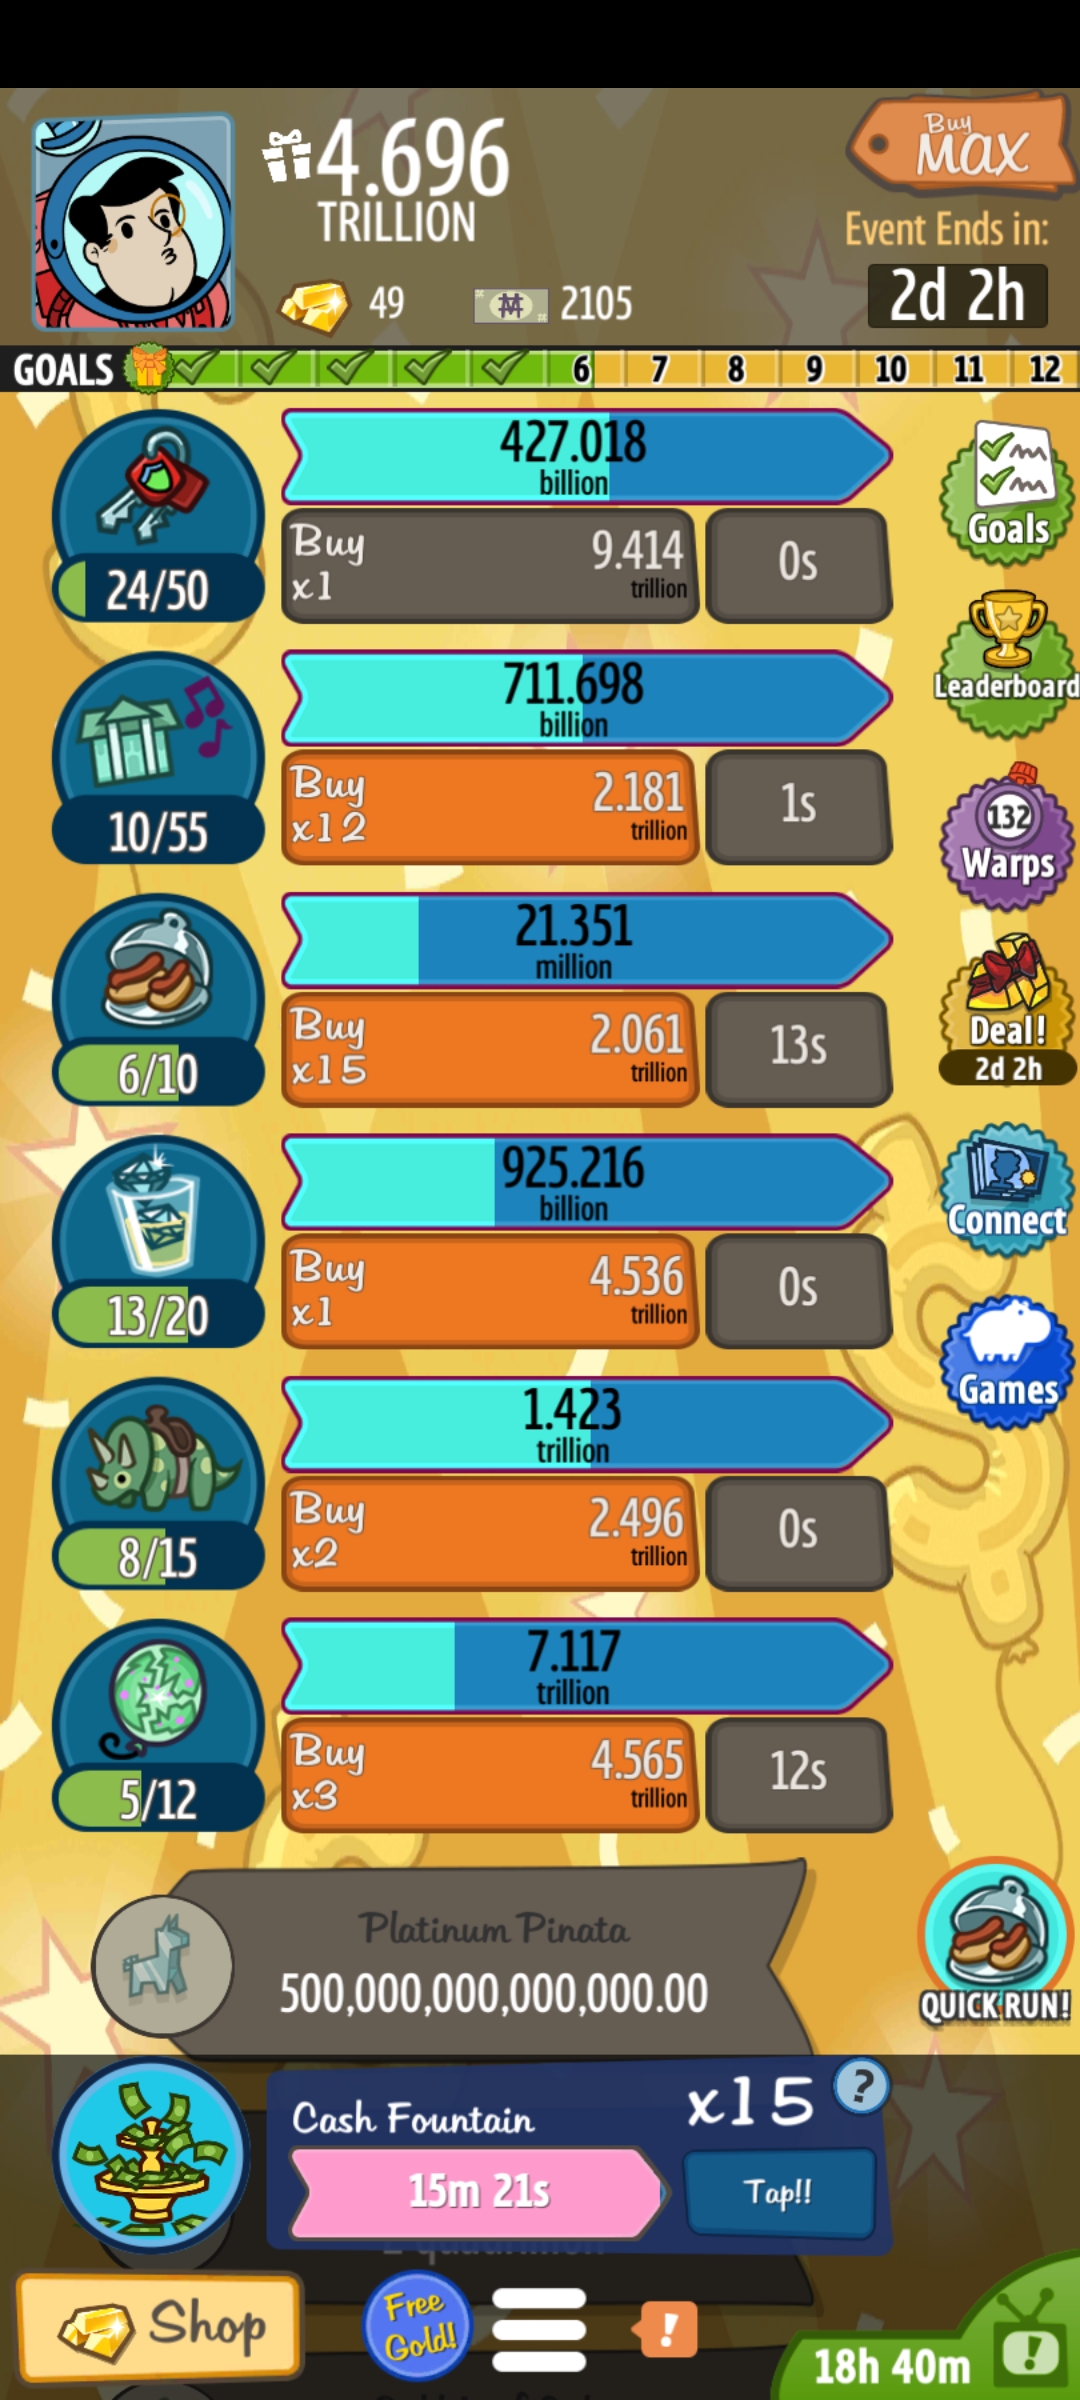 4.696
TRILLION
Buy
MAX
Event Ends in:
2d 2h
49
2105
GOALS
6 7 8 9 10 11 12
427.018
billion
24/50
Buy
x1
9.414
trillion
0s
Goals
711.698
billion
10/55
Buy
x12
2.181
trillion
1s
Leaderboard
132
Warps
21.351
million
6/10
Buy
x15
2.061
trillion
13s
Deal!
2d 2h
925.216
billion
13/20
Buy
x1
4.536
trillion
0s
Connect
Games
1.423
trillion
8/15
Buy
x2
2.496
trillion
0s
7.117
trillion
5/12
Buy
x3
4.565
trillion
12s
Platinum Pinata
500,000,000,000,000.00
QUICK RUN!
Cash Fountain
x15
?
15m 21s
Tap!!
Shop
Free
Gold!
!
18h 40m
!